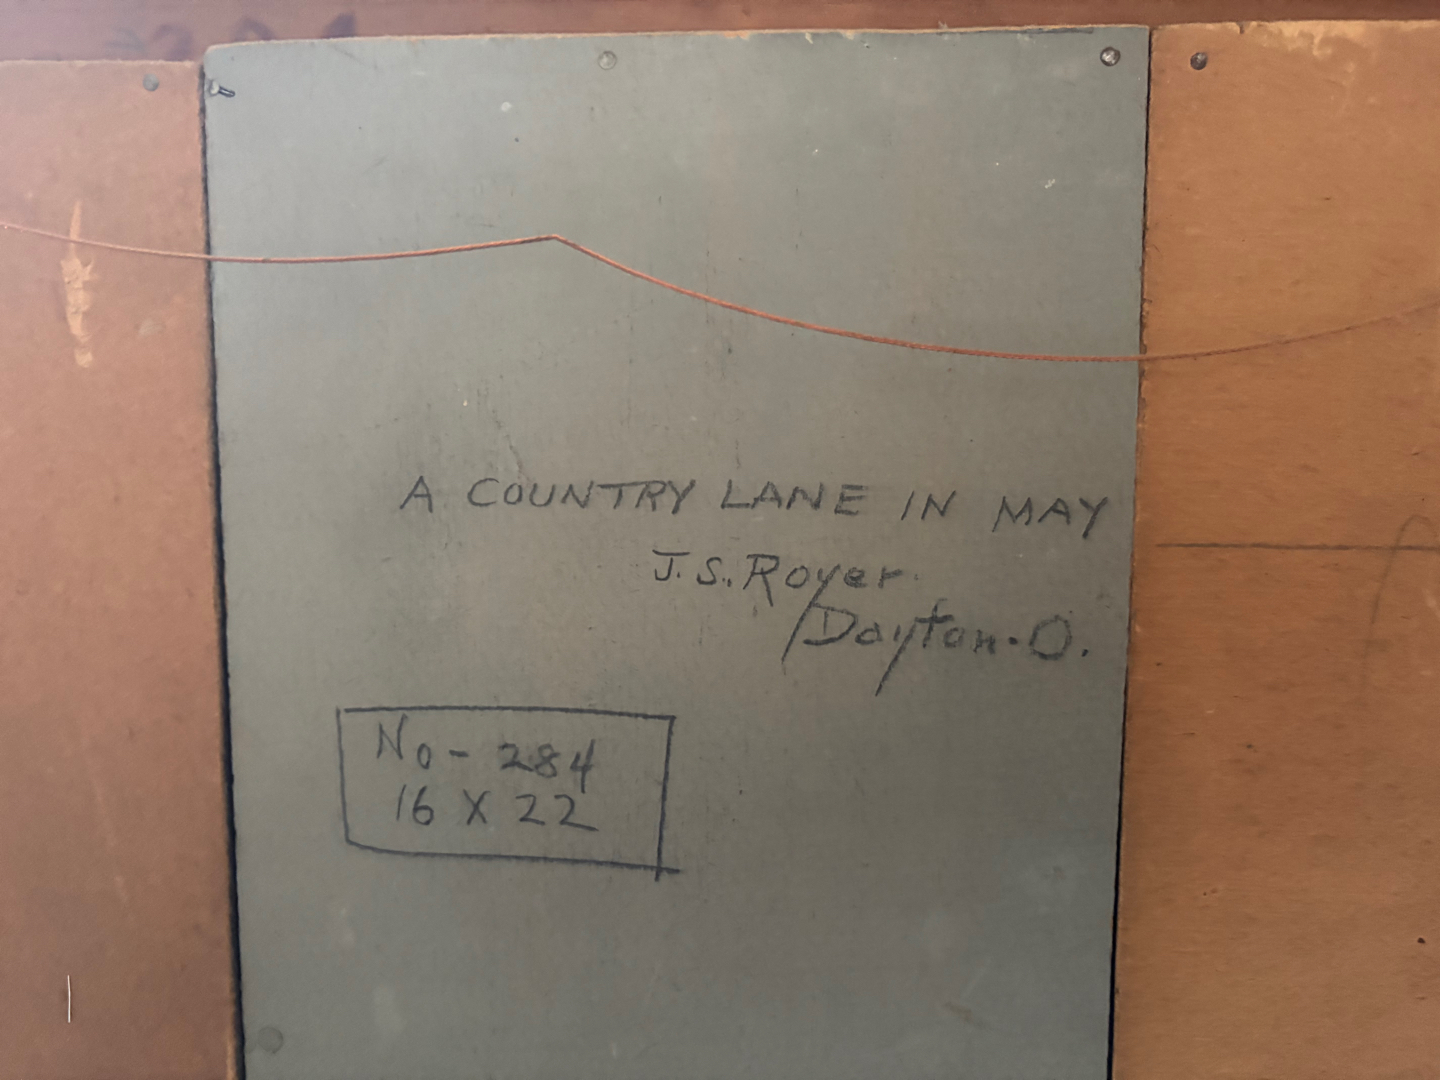 A COUNTRY LANE IN MAY
J.S. Royer.
Dayton. O.
No - 284
16 X 22